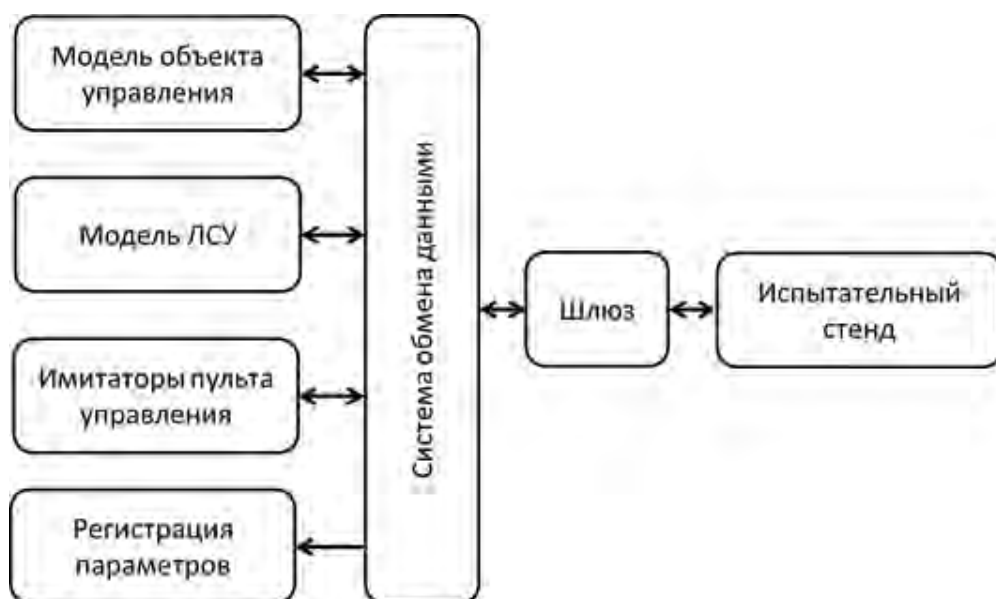 Модель объекта
управления
Модель ЛСУ
Имитаторы пульта
управления
Регистрация
параметров
Система обмена данными
Шлюз
Испытательный
стенд